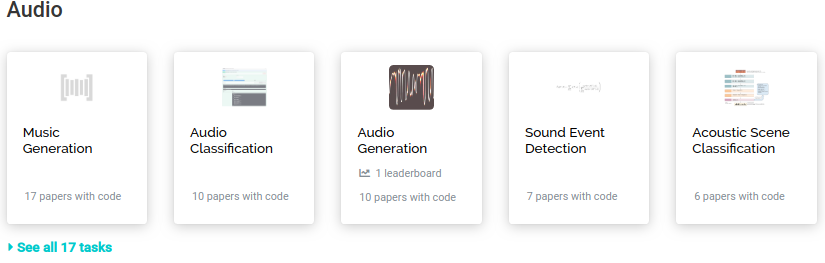 Audio
Music
Generation
17 papers with code
Audio
Classification
10 papers with code
Audio
Generation
1 leaderboard
10 papers with code
Sound Event
Detection
7 papers with code
Acoustic Scene
Classification
6 papers with code
See all 17 tasks